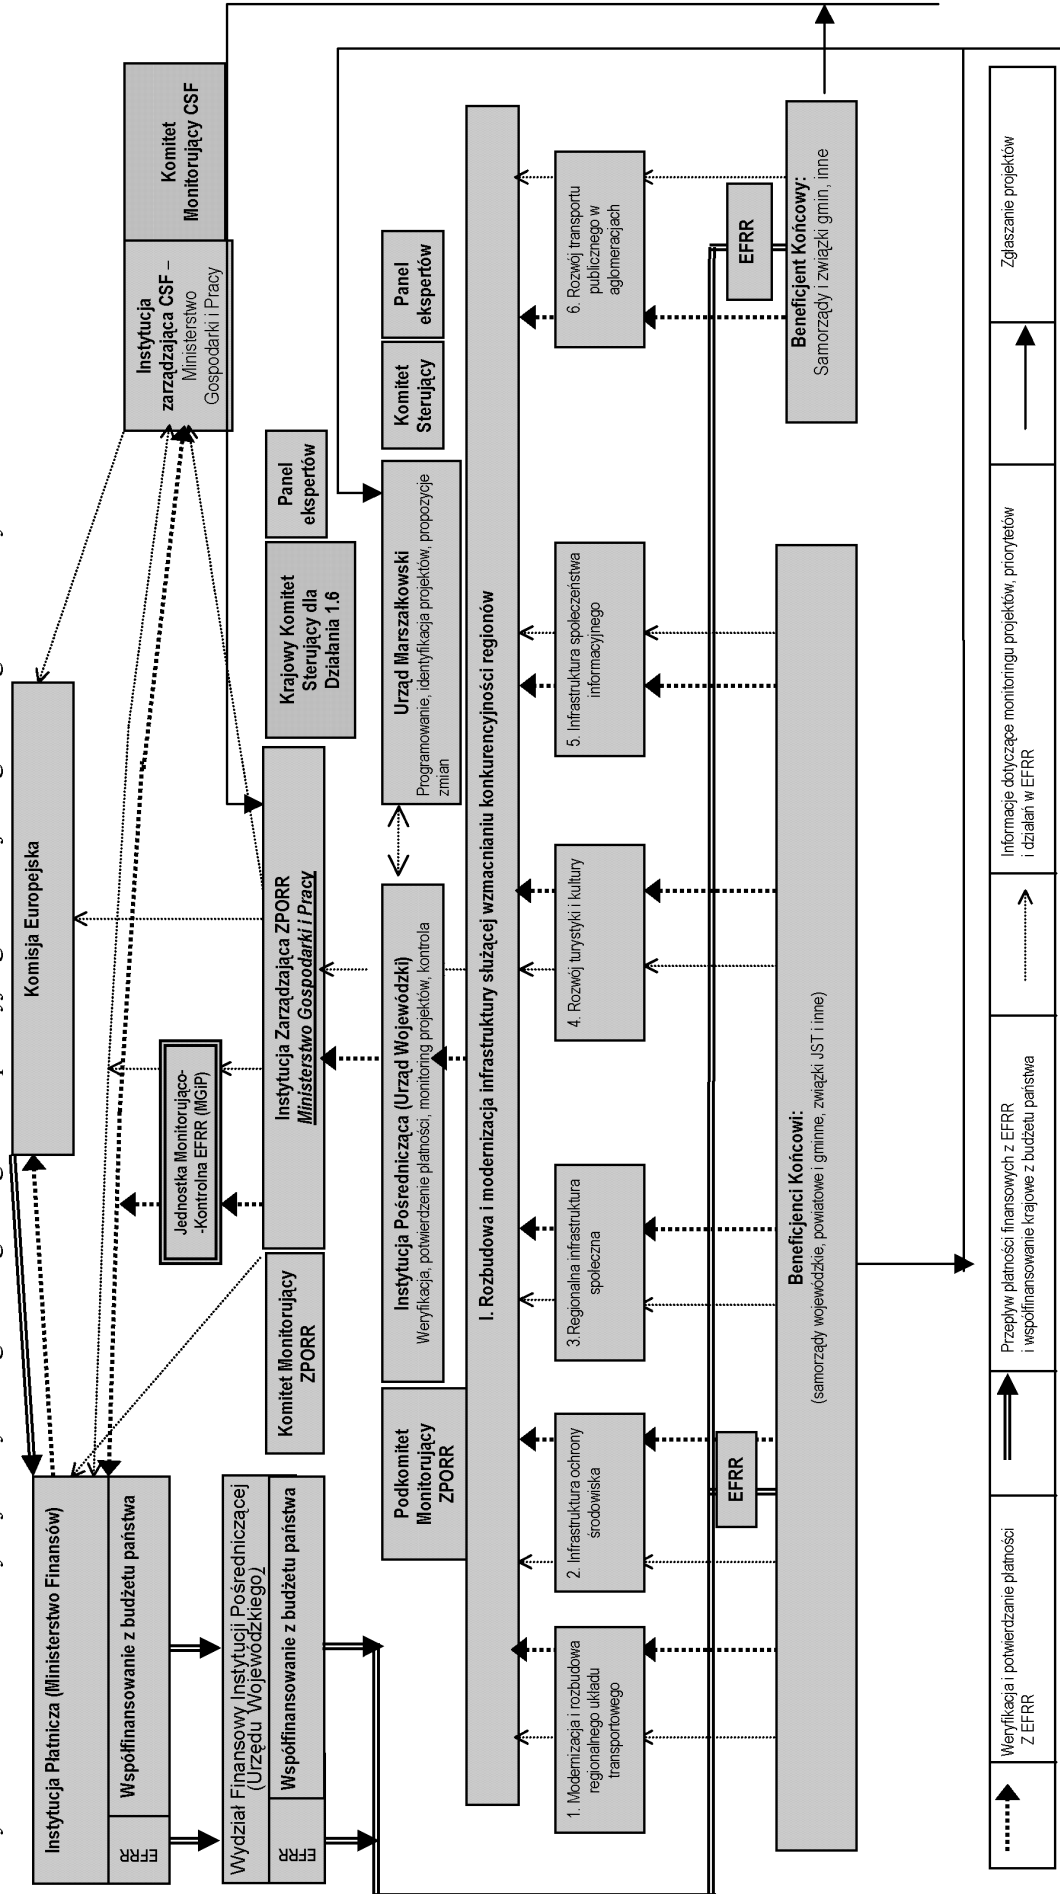 Komisja Europejska
Instytucja Płatnicza (Ministerstwo Finansów)
EFRR
Współfinansowanie z budżetu państwa
Jednostka Monitorująco-
-Kontrolna EFRR (MGiP)
Instytucja
zarządzająca CSF –
Ministerstwo
Gospodarki i Pracy
Komitet
Monitorujący CSF
Wydział Finansowy Instytucji Pośredniczącej
(Urzędu Wojewódzkiego)
EFRR
Współfinansowanie z budżetu państwa
Komitet Monitorujący
ZPORR
Instytucja Zarządzająca ZPORR
Ministerstwo Gospodarki i Pracy
Krajowy Komitet
Sterujący dla
Działania 1.6
Panel
ekspertów
Podkomitet
Monitorujący
ZPORR
Instytucja Pośrednicząca (Urząd Wojewódzki)
Weryfikacja, potwierdzenie płatności, monitoring projektów, kontrola
Urząd Marszałkowski
Programowanie, identyfikacja projektów, propozycje
zmian
Komitet
Sterujący
Panel
ekspertów
I. Rozbudowa i modernizacja infrastruktury służącej wzmacnianiu konkurencyjności regionów
1. Modernizacja i rozbudowa
regionalnego układu
transportowego
2. Infrastruktura ochrony
środowiska
3.Regionalna infrastruktura
społeczna
4. Rozwój turystyki i kultury
5. Infrastruktura społeczeństwa
informacyjnego
6. Rozwój transportu
publicznego w
aglomeracjach
EFRR
EFRR
Beneficjenci Końcowi:
(samorządy wojewódzkie, powiatowe i gminne, związki JST i inne)
Beneficjent Końcowy:
Samorządy i związki gmin, inne
Weryfikacja i potwierdzanie płatności
Z EFRR
Przepływ płatności finansowych z EFRR
i współfinansowanie krajowe z budżetu państwa
Informacje dotyczące monitoringu projektów, priorytetów
i działań w EFRR
Zgłaszanie projektów